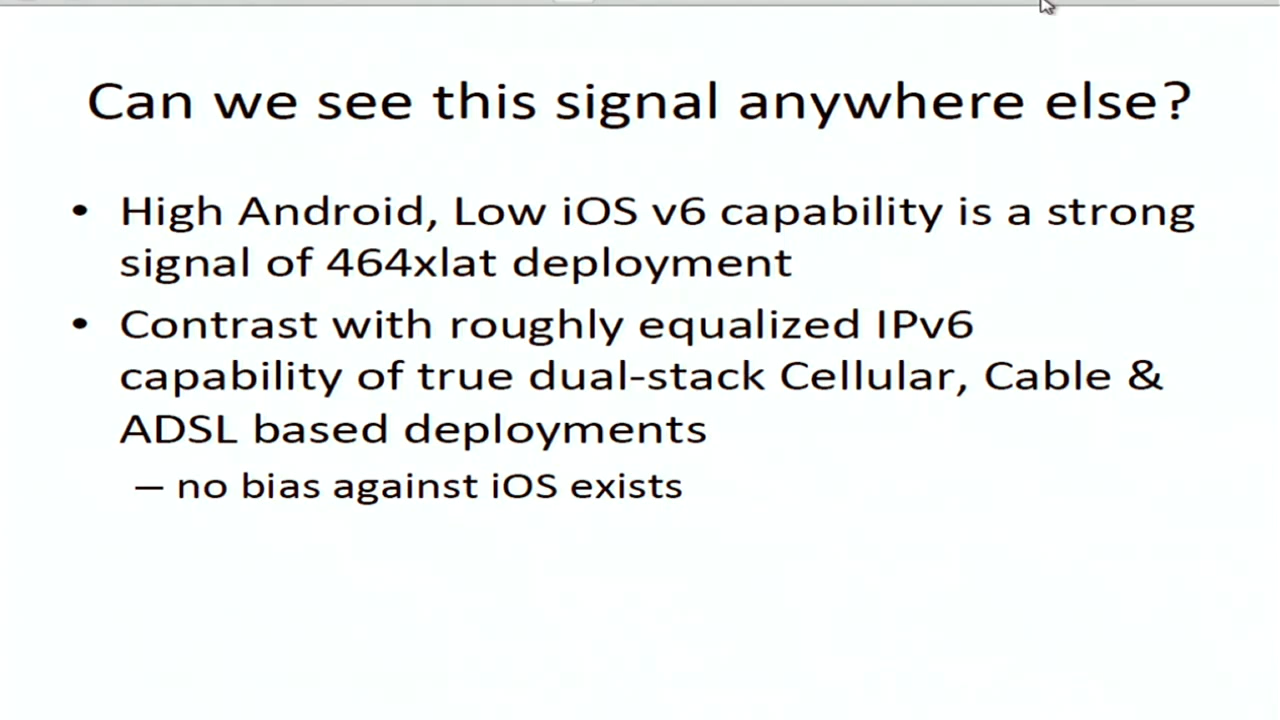 Can we see this signal anywhere else?
• High Android, Low iOS v6 capability is a strong
signal of 464xlat deployment
• Contrast with roughly equalized IPv6
capability of true dual-stack Cellular, Cable &
ADSL based deployments
– no bias against iOS exists